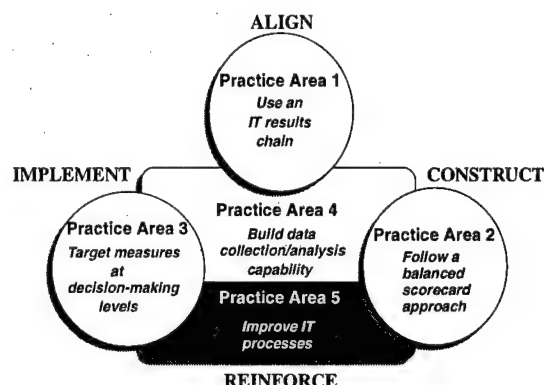 ALIGN
Practice Area 1
Use an
IT results
chain
IMPLEMENT
CONSTRUCT
Practice Area 3
Target measures
at
decision-making
levels
Practice Area 4
Build data
collection/analysis
capability
Practice Area 2
Follow a
balanced
scorecard
approach
Practice Area 5
Improve IT
processes
REINFORCE